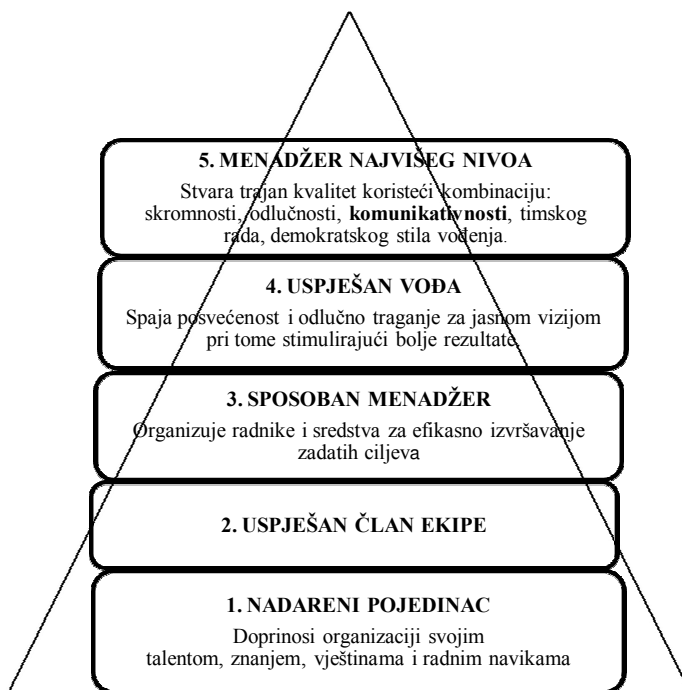 5. MENADŽER NAJVIŠEG NIVOA
Stvara trajan kvalitet koristeći kombinaciju:
skromnosti, odlučnosti, komunikativnosti, timskog
rada, demokratskog stila vođenja.
4. USPJEŠAN VOĐA
Spaja posvećenost i odlučno traganje za jasnom vizijom
pri tome stimulirajući bolje rezultate.
3. SPOSOBAN MENADŽER
Organizuje radnike i sredstva za efikasno izvršavanje
zadatih ciljeva
2. USPJEŠAN ČLAN EKIPE
1. NADARENI POJEDINAC
Doprinosi organizaciji svojim
talentom, znanjem, vještinama i radnim navikama